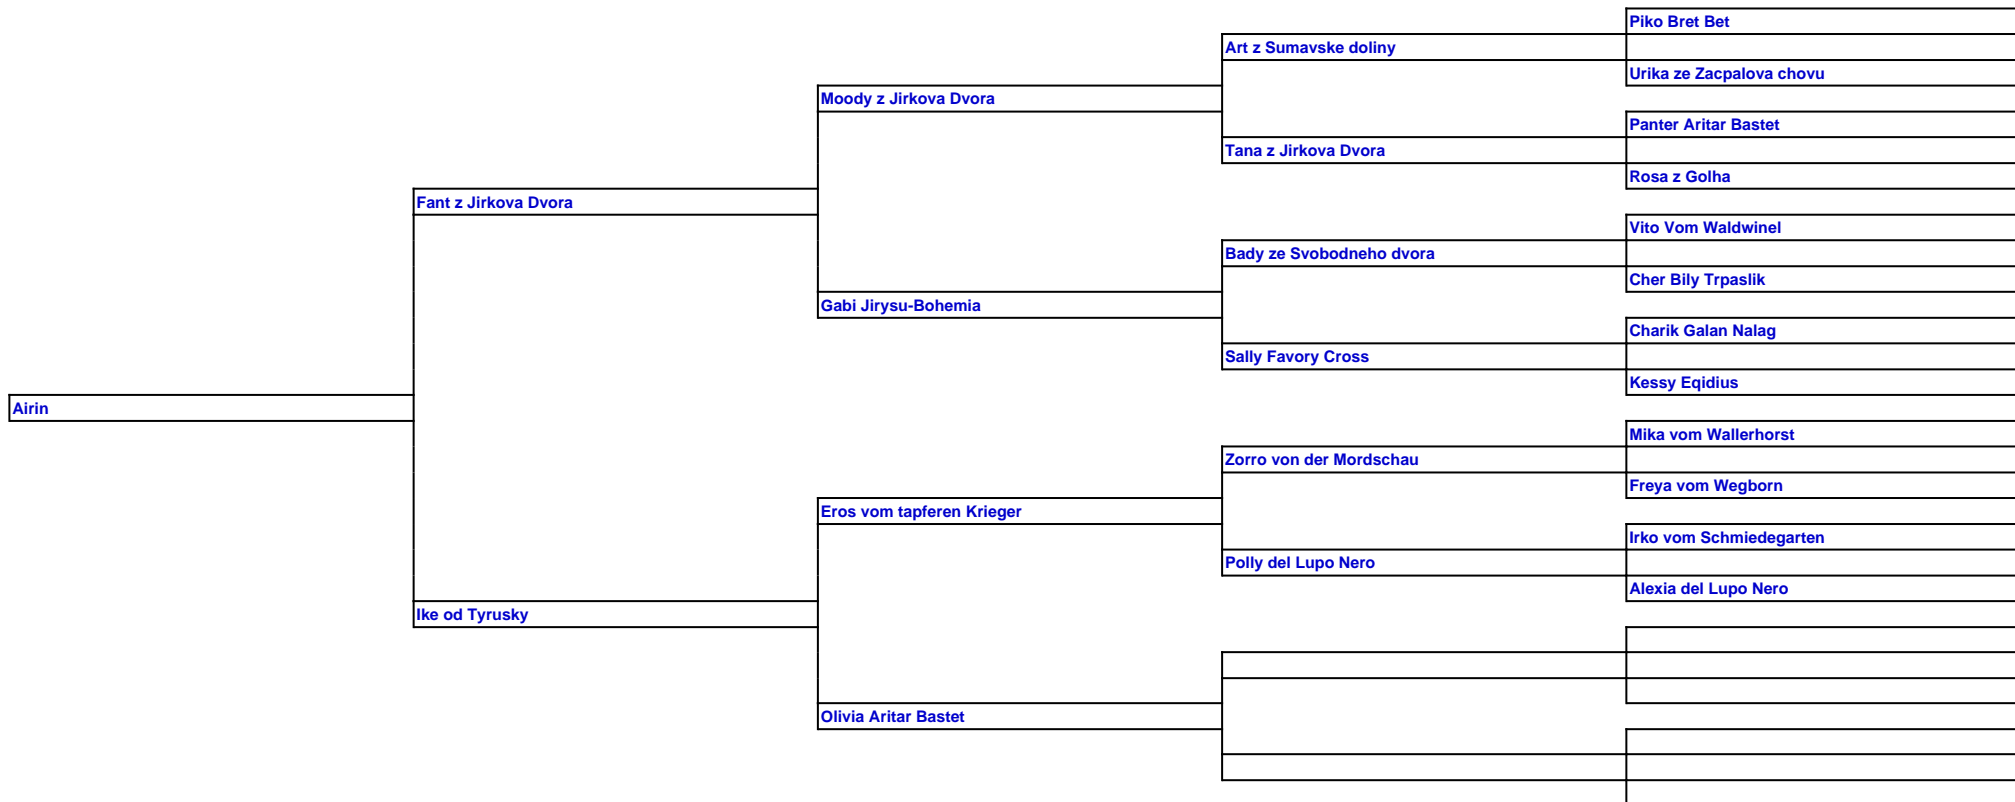 Piko Bret Bet
Art z Sumavske doliny
Urika ze Zacpalova chovu
Moody z Jirkova Dvora
Panter Aritar Bastet
Tana z Jirkova Dvora
Rosa z Golha
Fant z Jirkova Dvora
Vito Vom Waldwinel
Bady ze Svobodneho dvora
Cher Bily Trpaslik
Gabi Jirysu-Bohemia
Charik Galan Nalag
Sally Favory Cross
Kessy Eqidius
Airin
Mika vom Wallerhorst
Zorro von der Mordschau
Freya vom Wegborn
Eros vom tapferen Krieger
Irko vom Schmiedegarten
Polly del Lupo Nero
Alexia del Lupo Nero
Ike od Tyrusky
Olivia Aritar Bastet